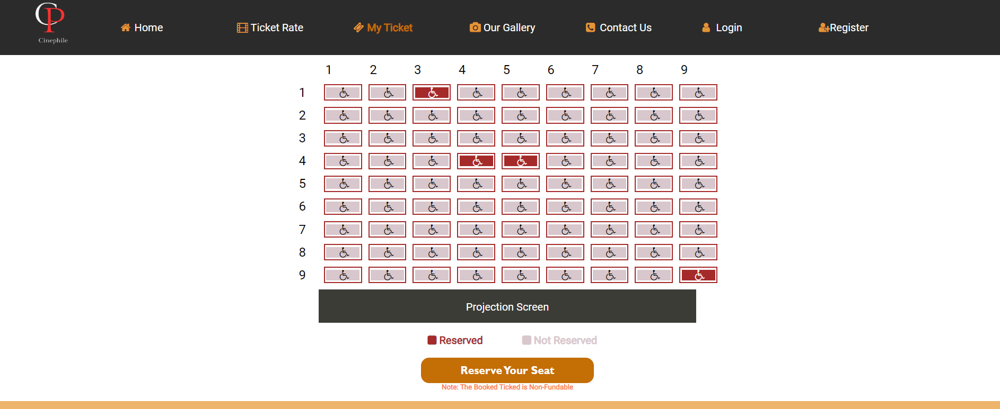 CP
Cinephile
Home Ticket Rate My Ticket Our Gallery Contact Us Login Register
1 2 3 4 5 6 7 8 9
1
2
3
4
5
6
7
8
9
Projection Screen
Reserved Not Reserved
Reserve Your Seat
Note: The Booked Ticked is Non-Fundable